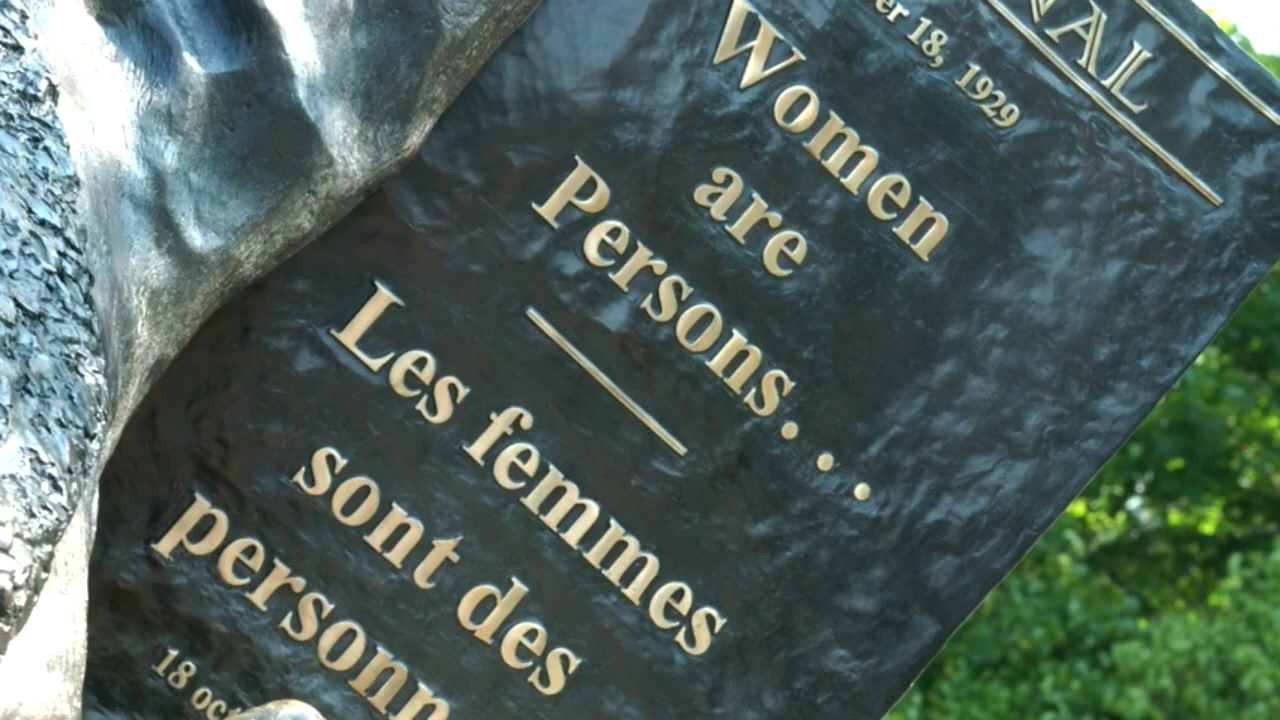 NAL
er 18, 1929
Women
are
Persons...
Les femmes
sont des
personn
18 oc